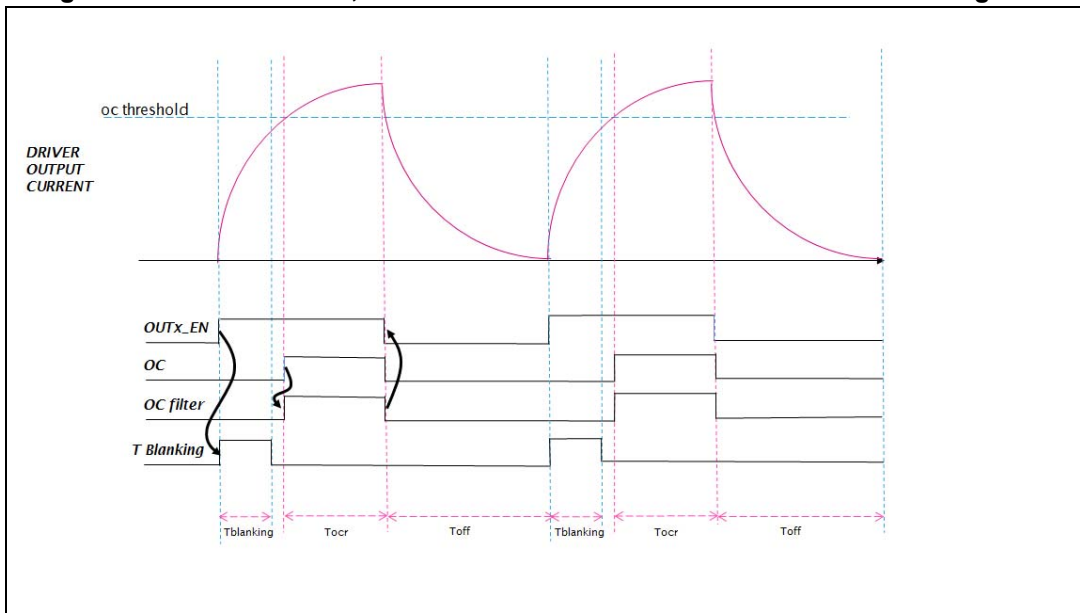 oc threshold
DRIVER
OUTPUT
CURRENT
OUTx_EN
OC
OC filter
T Blanking
Tblanking
Tocr
Toff
Tblanking
Tocr
Toff